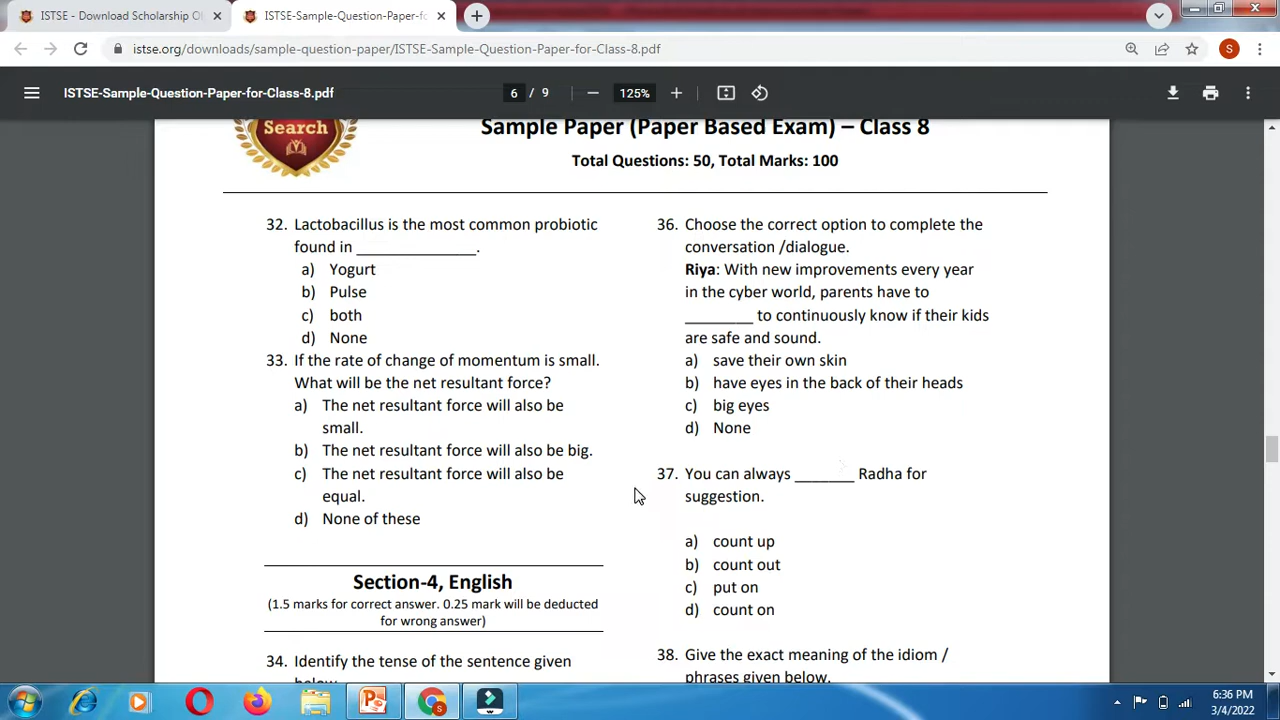 ISTSE - Download Scholarship Ol
ISTSE-Sample-Question-Paper-fo
istse.org/downloads/sample-question-paper/ISTSE-Sample-Question-Paper-for-Class-8.pdf
S
ISTSE-Sample-Question-Paper-for-Class-8.pdf
6 / 9
125%
Search
Sample Paper (Paper Based Exam) – Class 8
Total Questions: 50, Total Marks: 100
32. Lactobacillus is the most common probiotic
found in ______________.
a) Yogurt
b) Pulse
c) both
d) None
33. If the rate of change of momentum is small.
What will be the net resultant force?
a) The net resultant force will also be
small.
b) The net resultant force will also be big.
c) The net resultant force will also be
equal.
d) None of these
Section-4, English
(1.5 marks for correct answer. 0.25 mark will be deducted
for wrong answer)
34. Identify the tense of the sentence given
below.
36. Choose the correct option to complete the
conversation /dialogue.
Riya: With new improvements every year
in the cyber world, parents have to
________ to continuously know if their kids
are safe and sound.
a) save their own skin
b) have eyes in the back of their heads
c) big eyes
d) None
37. You can always _______ Radha for
suggestion.
a) count up
b) count out
c) put on
d) count on
38. Give the exact meaning of the idiom /
phrases given below.
S
6:36 PM
3/4/2022